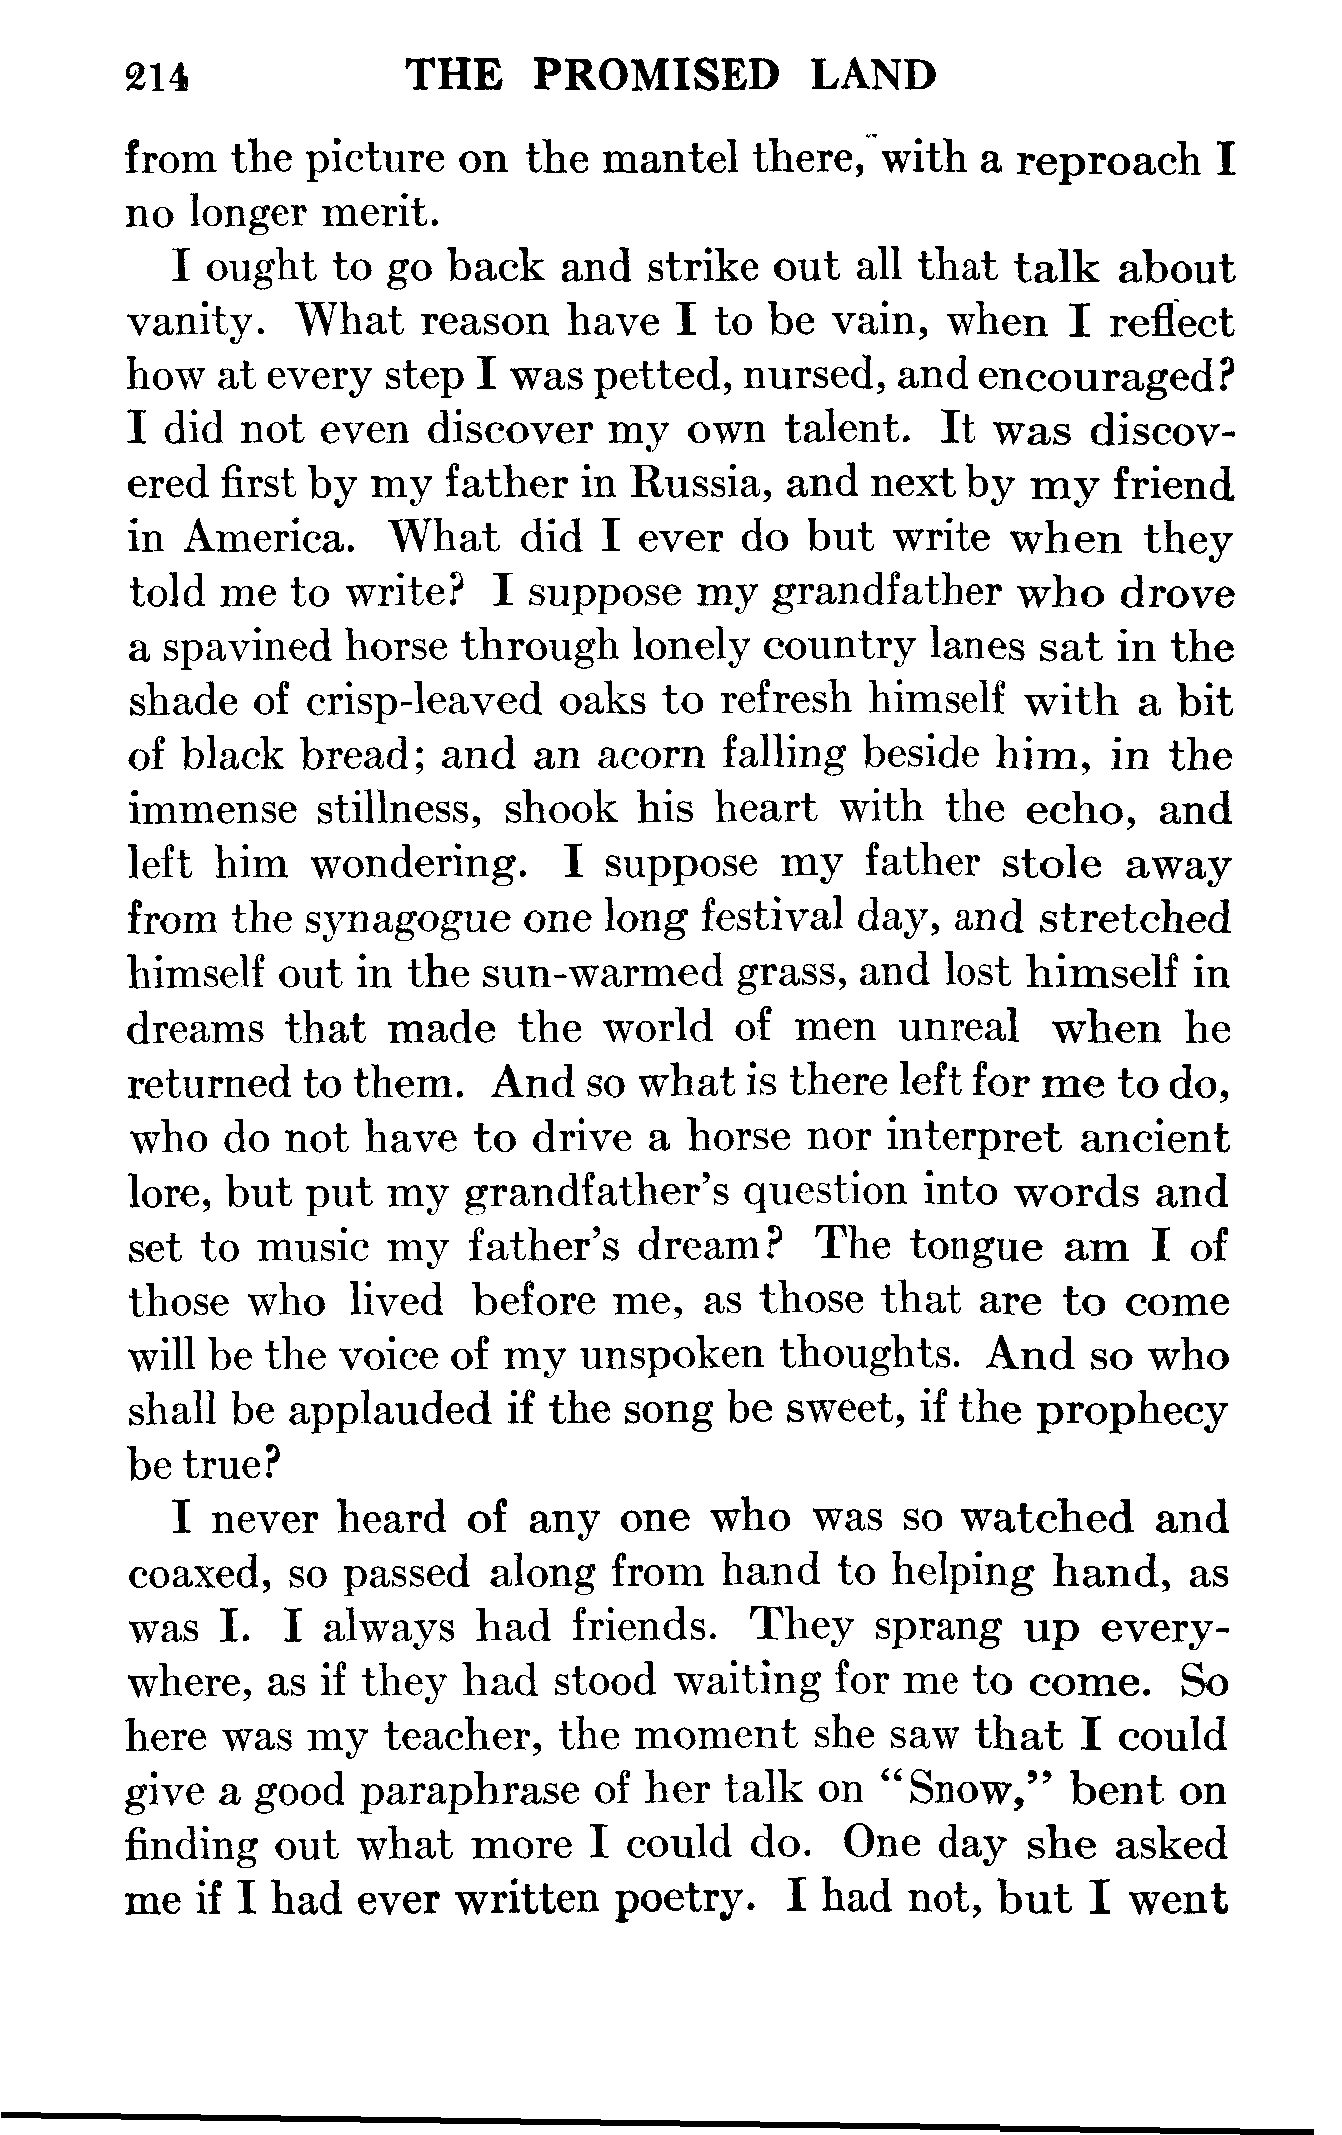 214 THE PROMISED LAND
from the picture on the mantel there, with a reproach I
no longer merit.
I ought to go back and strike out all that talk about
vanity. What reason have I to be vain, when I reflect
how at every step I was petted, nursed, and encouraged?
I did not even discover my own talent. It was discov-
ered first by my father in Russia, and next by my friend
in America. What did I ever do but write when they
told me to write? I suppose my grandfather who drove
a spavined horse through lonely country lanes sat in the
shade of crisp-leaved oaks to refresh himself with a bit
of black bread; and an acorn falling beside him, in the
immense stillness, shook his heart with the echo, and
left him wondering. I suppose my father stole away
from the synagogue one long festival day, and stretched
himself out in the sun-warmed grass, and lost himself in
dreams that made the world of men unreal when he
returned to them. And so what is there left for me to do,
who do not have to drive a horse nor interpret ancient
lore, but put my grandfather's question into words and
set to music my father's dream? The tongue am I of
those who lived before me, as those that are to come
will be the voice of my unspoken thoughts. And so who
shall be applauded if the song be sweet, if the prophecy
be true?
I never heard of any one who was so watched and
coaxed, so passed along from hand to helping hand, as
was I. I always had friends. They sprang up every-
where, as if they had stood waiting for me to come. So
here was my teacher, the moment she saw that I could
give a good paraphrase of her talk on "Snow," bent on
finding out what more I could do. One day she asked
me if I had ever written poetry. I had not, but I went